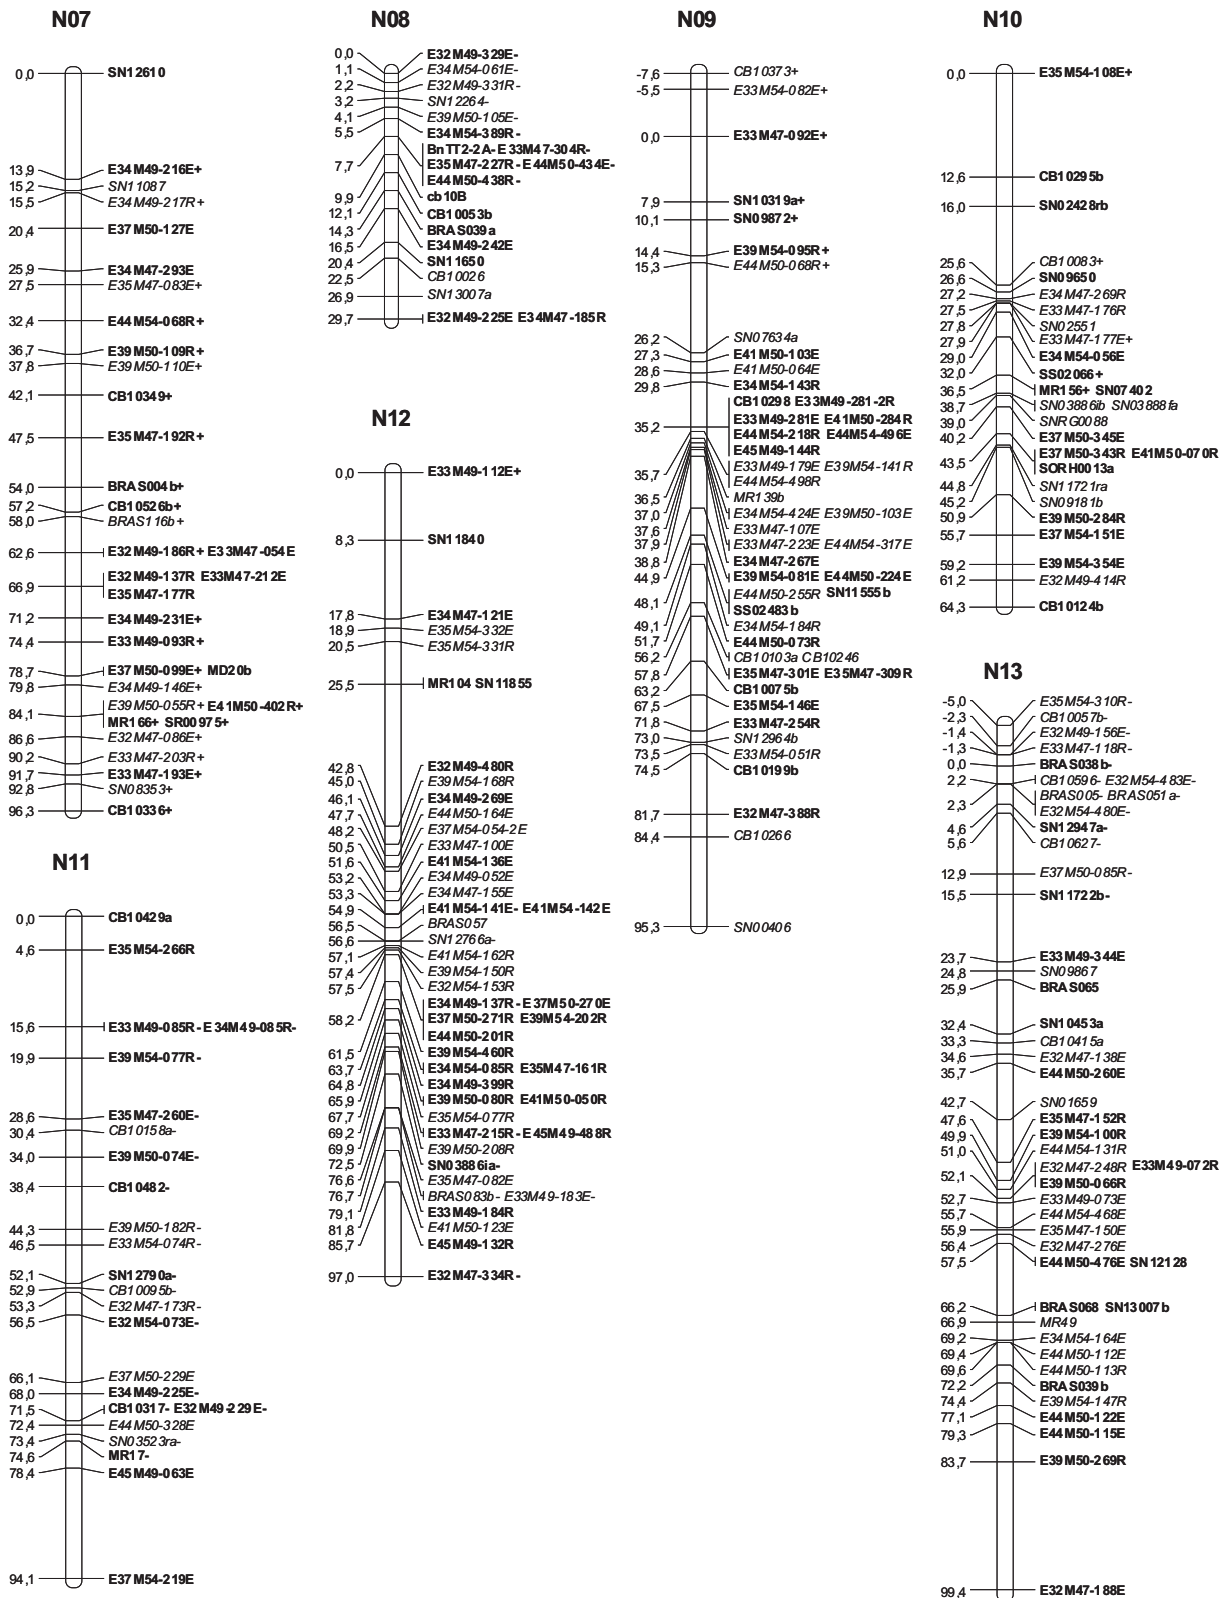 N07
0,0 SN12610
13,9 E34M49-216E+
15,2 SN11087
15,5 E34M49-217R+
20,4 E37M50-127E
25,9 E34M47-293E
27,5 E35M47-083E+
32,4 E44M54-068R+
36,7 E39M50-109R+
37,8 E39M50-110E+
42,1 CB10349+
47,5 E35M47-192R+
54,0 BRAS004b+
57,2 CB10526b+
58,0 BRAS116b+
62,6 E32M49-186R+ E33M47-054E
66,9 E32M49-137R E33M47-212E
E35M47-177R
71,2 E34M49-231E+
74,4 E33M49-093R+
78,7 E37M50-099E+ MD20b
79,8 E34M49-146E+
84,1 E39M50-055R+ E41M50-402R+
MR166+ SR00975+
86,6 E32M47-086E+
90,2 E33M47-203R+
91,7 E33M47-193E+
92,8 SN08353+
96,3 CB10336+
N11
0,0 CB10429a
4,6 E35M54-266R
15,6 E33M49-085R- E34M49-085R-
19,9 E39M54-077R-
28,6 E35M47-260E-
30,4 CB10158a-
34,0 E39M50-074E-
38,4 CB10482-
44,3 E39M50-182R-
46,5 E33M54-074R-
52,1 SN12790a-
52,9 CB10095b-
53,3 E32M47-173R-
56,5 E32M54-073E-
66,1 E37M50-229E
68,0 E34M49-225E-
71,5 CB10317- E32M49-229E-
72,4 E44M50-328E
73,4 SN03523ra-
74,6 MR17-
78,4 E45M49-063E
94,1 E37M54-219E
N08
0,0 E32M49-329E-
1,1 E34M54-061E-
2,2 E32M49-331R-
3,2 SN12264-
4,1 E39M50-105E-
5,5 E34M54-389R-
BnTT2-2A- E33M47-304R-
7,7 E35M47-227R- E44M50-434E-
E44M50-438R-
9,9 cb10B
12,1 CB10053b
14,3 BRAS039a
16,5 E34M49-242E
20,4 SN11650
22,5 CB10026
26,9 SN13007a
29,7 E32M49-225E E34M47-185R
N12
0,0 E33M49-112E+
8,3 SN11840
17,8 E34M47-121E
18,9 E35M54-332E
20,5 E35M54-331R
25,5 MR104 SN11855
42,8 E32M49-480R
45,0 E39M54-168R
46,1 E34M49-269E
47,7 E44M50-164E
48,2 E37M54-054-2E
50,5 E33M47-100E
51,6 E41M54-136E
53,2 E34M49-052E
53,3 E34M47-155E
54,9 E41M54-141E- E41M54-142E
56,5 BRAS057
56,6 SN12766a-
57,1 E41M54-162R
57,4 E39M54-150R
57,5 E32M54-153R
E34M49-137R- E37M50-270E
58,2 E37M50-271R E39M54-202R
E44M50-201R
61,5 E39M54-460R
63,7 E34M54-085R E35M47-161R
64,8 E34M49-399R
65,9 E39M50-080R E41M50-050R
67,7 E35M54-077R
69,2 E33M47-215R- E45M49-488R
69,9 E39M50-208R
72,5 SN03886ia-
76,6 E35M47-082E
76,7 BRAS083b- E33M49-183E-
79,1 E33M49-184R
81,8 E41M50-123E
85,7 E45M49-132R
97,0 E32M47-334R-
N09
-7,6 CB10373+
-5,5 E33M54-082E+
0,0 E33M47-092E+
7,9 SN10319a+
10,1 SN09872+
14,4 E39M54-095R+
15,3 E44M50-068R+
26,2 SN07634a
27,3 E41M50-103E
28,6 E41M50-064E
29,8 E34M54-143R
CB10298 E33M49-281-2R
35,2 E33M49-281E E41M50-284R
E44M54-218R E44M54-496E
E45M49-144R
35,7 E33M49-179E E39M54-141R
E44M54-498R
36,5 MR139b
37,0 E34M54-424E E39M50-103E
37,6 E33M47-107E
37,9 E33M47-223E E44M54-317E
38,8 E34M47-267E
44,9 E39M54-081E E44M50-224E
48,1 E44M50-255R SN11555b
SS02483b
49,1 E34M54-184R
51,7 E44M50-073R
56,2 CB10103a CB10246
57,8 E35M47-301E E35M47-309R
63,2 CB10075b
67,5 E35M54-146E
71,8 E33M47-254R
73,0 SN12964b
73,5 E33M54-051R
74,5 CB10199b
81,7 E32M47-388R
84,4 CB10266
95,3 SN00406
N10
0,0 E35M54-108E+
12,6 CB10295b
16,0 SN02428rb
25,6 CB10083+
26,6 SN09650
27,2 E34M47-269R
27,5 E33M47-176R
27,8 SN02551
27,9 E33M47-177E+
29,0 E34M54-056E
32,0 SS02066+
36,5 MR156+ SN07402
38,7 SN03886ib SN03888fa
39,0 SNRG0088
40,2 E37M50-345E
43,5 E37M50-343R E41M50-070R
SORH0013a
44,8 SN11721ra
45,2 SN09181b
50,9 E39M50-284R
55,7 E37M54-151E
59,2 E39M54-354E
61,2 E32M49-414R
64,3 CB10124b
N13
-5,0 E35M54-310R-
-2,3 CB10057b-
-1,4 E32M49-156E-
-1,3 E33M47-118R-
0,0 BRAS038b-
2,2 CB10596- E32M54-483E-
2,3 BRAS005- BRAS051a-
E32M54-480E-
4,6 SN12947a-
5,6 CB10627-
12,9 E37M50-085R-
15,5 SN11722b-
23,7 E33M49-344E
24,8 SN09867
25,9 BRAS065
32,4 SN10453a
33,3 CB10415a
34,6 E32M47-138E
35,7 E44M50-260E
42,7 SN01659
47,6 E35M47-152R
49,9 E39M54-100R
51,0 E44M54-131R
52,1 E32M47-248R E33M49-072R
E39M50-066R
52,7 E33M49-073E
55,7 E44M54-468E
55,9 E35M47-150E
56,4 E32M47-276E
57,5 E44M50-476E SN12128
66,2 BRAS068 SN13007b
66,9 MR49
69,2 E34M54-164E
69,4 E44M50-112E
69,6 E44M50-113R
72,2 BRAS039b
74,4 E39M54-147R
77,1 E44M50-122E
79,3 E44M50-115E
83,7 E39M50-269R
99,4 E32M47-188E